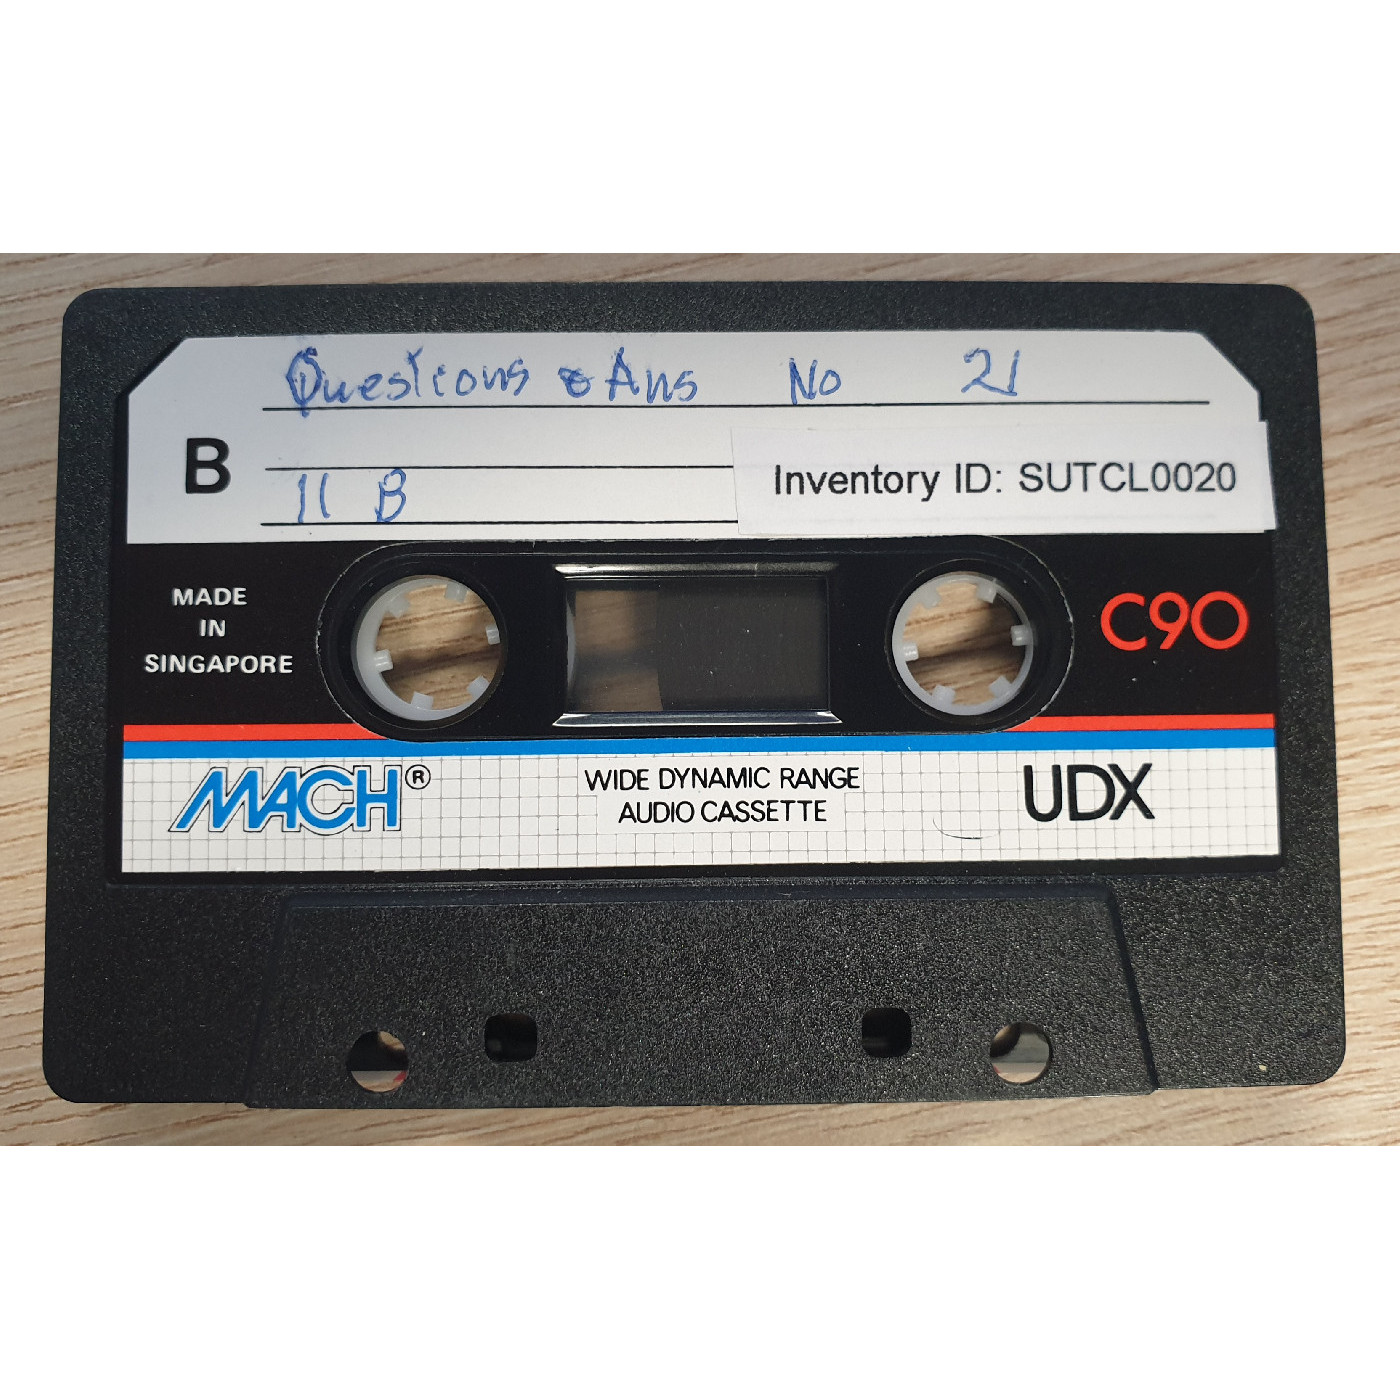 Questions & Ans No 21
B
11 B
Inventory ID: SUTCL0020
MADE
IN
SINGAPORE
C90
MACH®
WIDE DYNAMIC RANGE
AUDIO CASSETTE
UDX